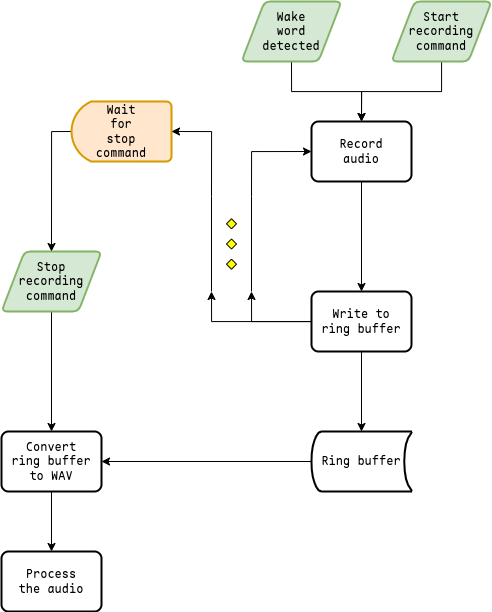 Wake
word
detected
Start
recording
command
Wait
for
stop
command
Record
audio
Stop
recording
command
Write to
ring buffer
Convert
ring buffer
to WAV
Ring buffer
Process
the audio